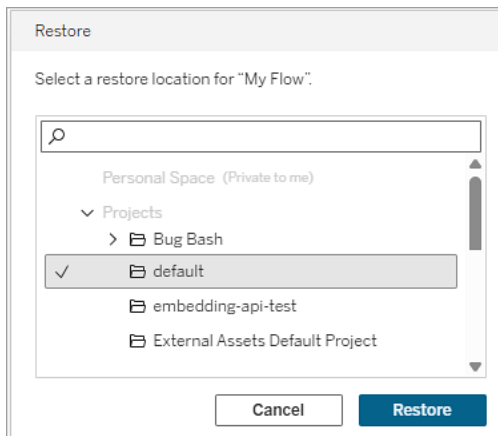 Restore
Select a restore location for “My Flow”.
Personal Space (Private to me)
Projects
Bug Bash
default
embedding-api-test
External Assets Default Project
Cancel Restore